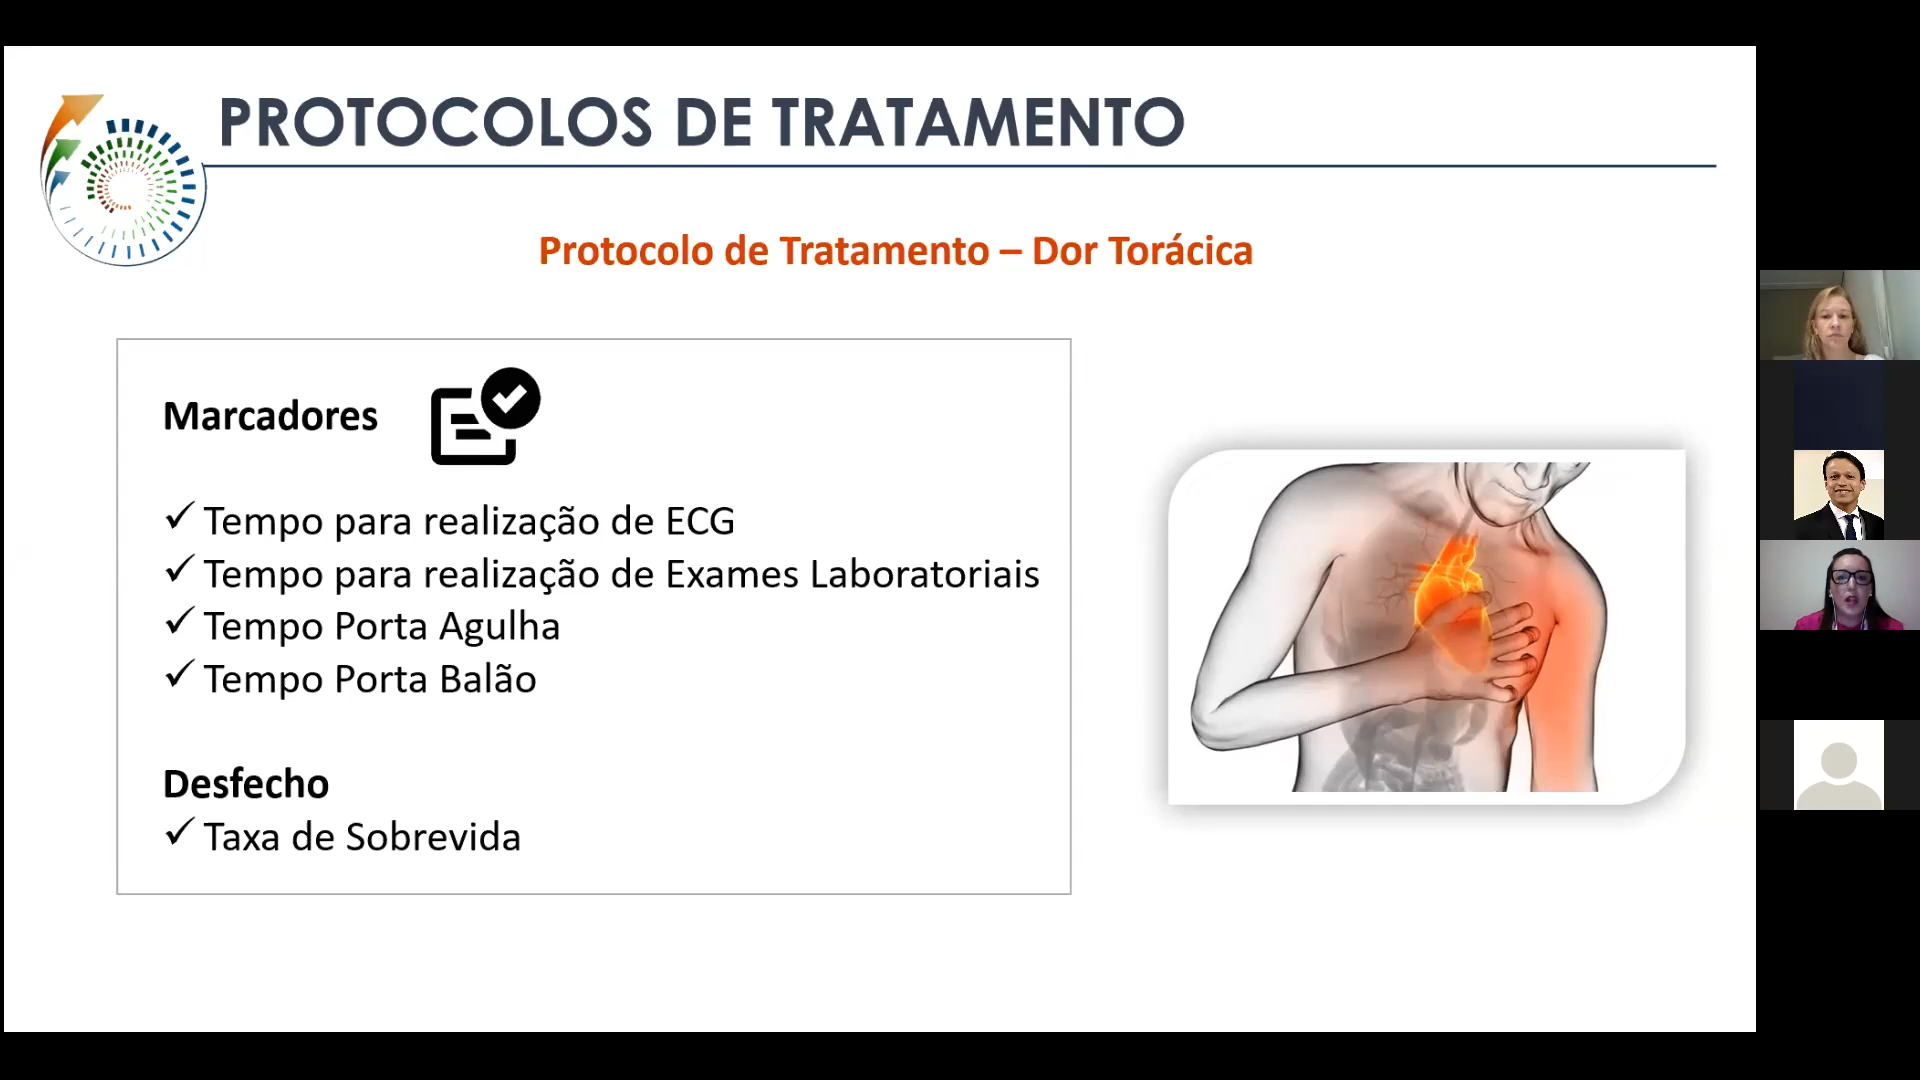 PROTOCOLOS DE TRATAMENTO
Protocolo de Tratamento – Dor Torácica
Marcadores
✓ Tempo para realização de ECG
✓ Tempo para realização de Exames Laboratoriais
✓ Tempo Porta Agulha
✓ Tempo Porta Balão
Desfecho
✓ Taxa de Sobrevida